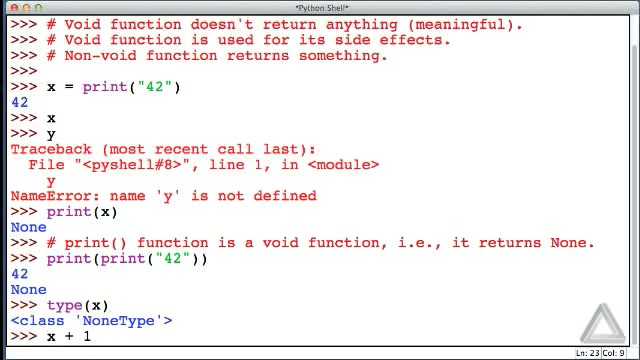 *Python Shell*
>>> # Void function doesn't return anything (meaningful).
>>> # Void function is used for its side effects.
>>> # Non-void function returns something.
>>>
>>> x = print("42")
42
>>> x
>>> y
Traceback (most recent call last):
  File "<pyshell#8>", line 1, in <module>
    y
NameError: name 'y' is not defined
>>> print(x)
None
>>> # print() function is a void function, i.e., it returns None.
>>> print(print("42"))
42
None
>>> type(x)
<class 'NoneType'>
>>> x + 1
Ln: 23 Col: 9